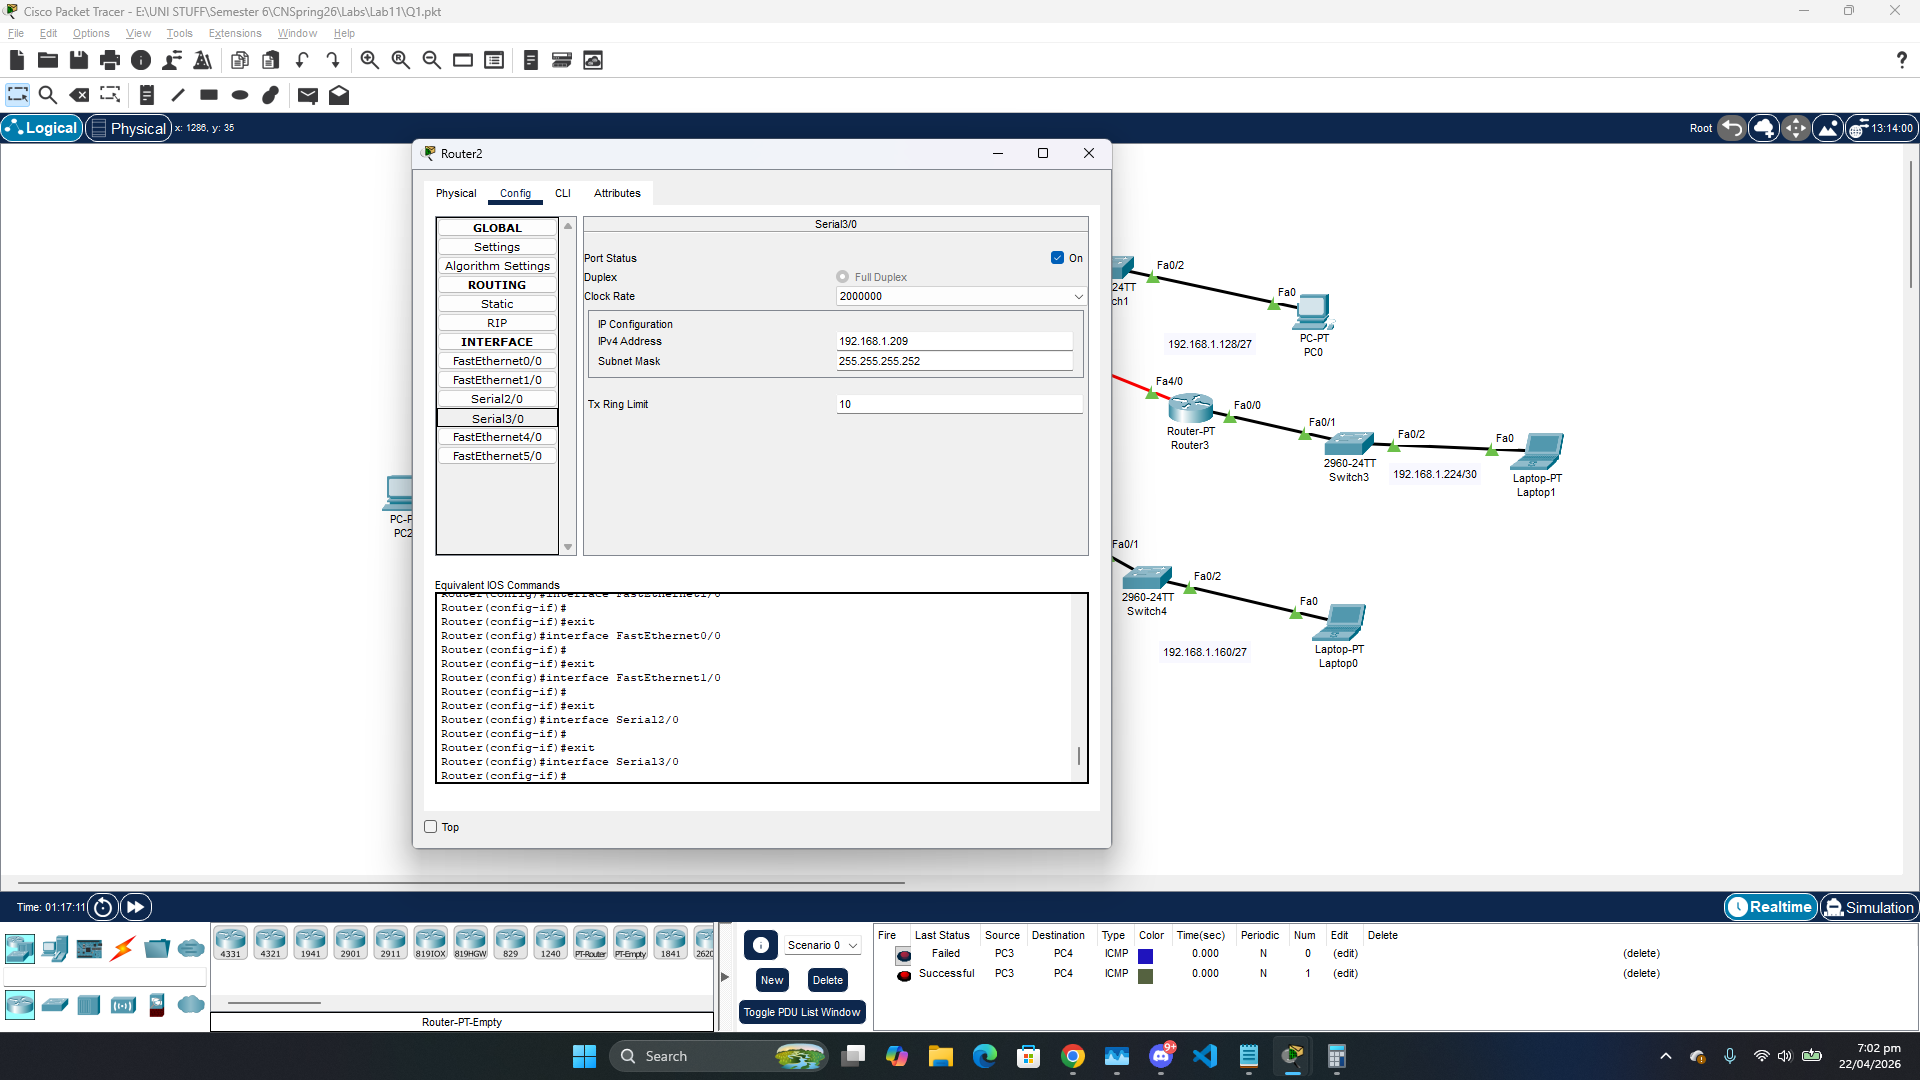 Cisco Packet Tracer - E:\UNI STUFF\Semester 6\CNSpring26\Labs\Lab11\Q1.pkt
File Edit Options View Tools Extensions Window Help
?
Logical Physical x: 1286, y: 35 Root 13:14:00
Router2
Physical Config CLI Attributes
GLOBAL
Settings
Algorithm Settings
ROUTING
Static
RIP
INTERFACE
FastEthernet0/0
FastEthernet1/0
Serial2/0
Serial3/0
FastEthernet4/0
FastEthernet5/0
Serial3/0
Port Status On
Duplex Full Duplex
Clock Rate 2000000
IP Configuration
IPv4 Address 192.168.1.209
Subnet Mask 255.255.255.252
Tx Ring Limit 10
Equivalent IOS Commands
Router(config)#interface FastEthernet1/0
Router(config-if)#
Router(config-if)#exit
Router(config)#interface FastEthernet0/0
Router(config-if)#
Router(config-if)#exit
Router(config)#interface FastEthernet1/0
Router(config-if)#
Router(config-if)#exit
Router(config)#interface Serial2/0
Router(config-if)#
Router(config-if)#exit
Router(config)#interface Serial3/0
Router(config-if)#
Top
PC-P
PC2
Fa0/2
24TT
ch1
Fa0
PC-PT
PC0
192.168.1.128/27
Fa4/0
Router-PT
Router3
Fa0/0
Fa0/1
2960-24TT
Switch3
Fa0/2
192.168.1.224/30
Fa0
Laptop-PT
Laptop1
Fa0/1
2960-24TT
Switch4
Fa0/2
192.168.1.160/27
Fa0
Laptop-PT
Laptop0
Time: 01:17:11 Realtime Simulation
4331 4321 1941 2901 2911 819IOX 819HGW 829 1240 PT-Router PT-Empty 1841 2620
Router-PT-Empty
Scenario 0
New Delete
Toggle PDU List Window
Fire Last Status Source Destination Type Color Time(sec) Periodic Num Edit Delete
Failed PC3 PC4 ICMP 0.000 N 0 (edit) (delete)
Successful PC3 PC4 ICMP 0.000 N 1 (edit) (delete)
Search
9+
7:02 pm
22/04/2026